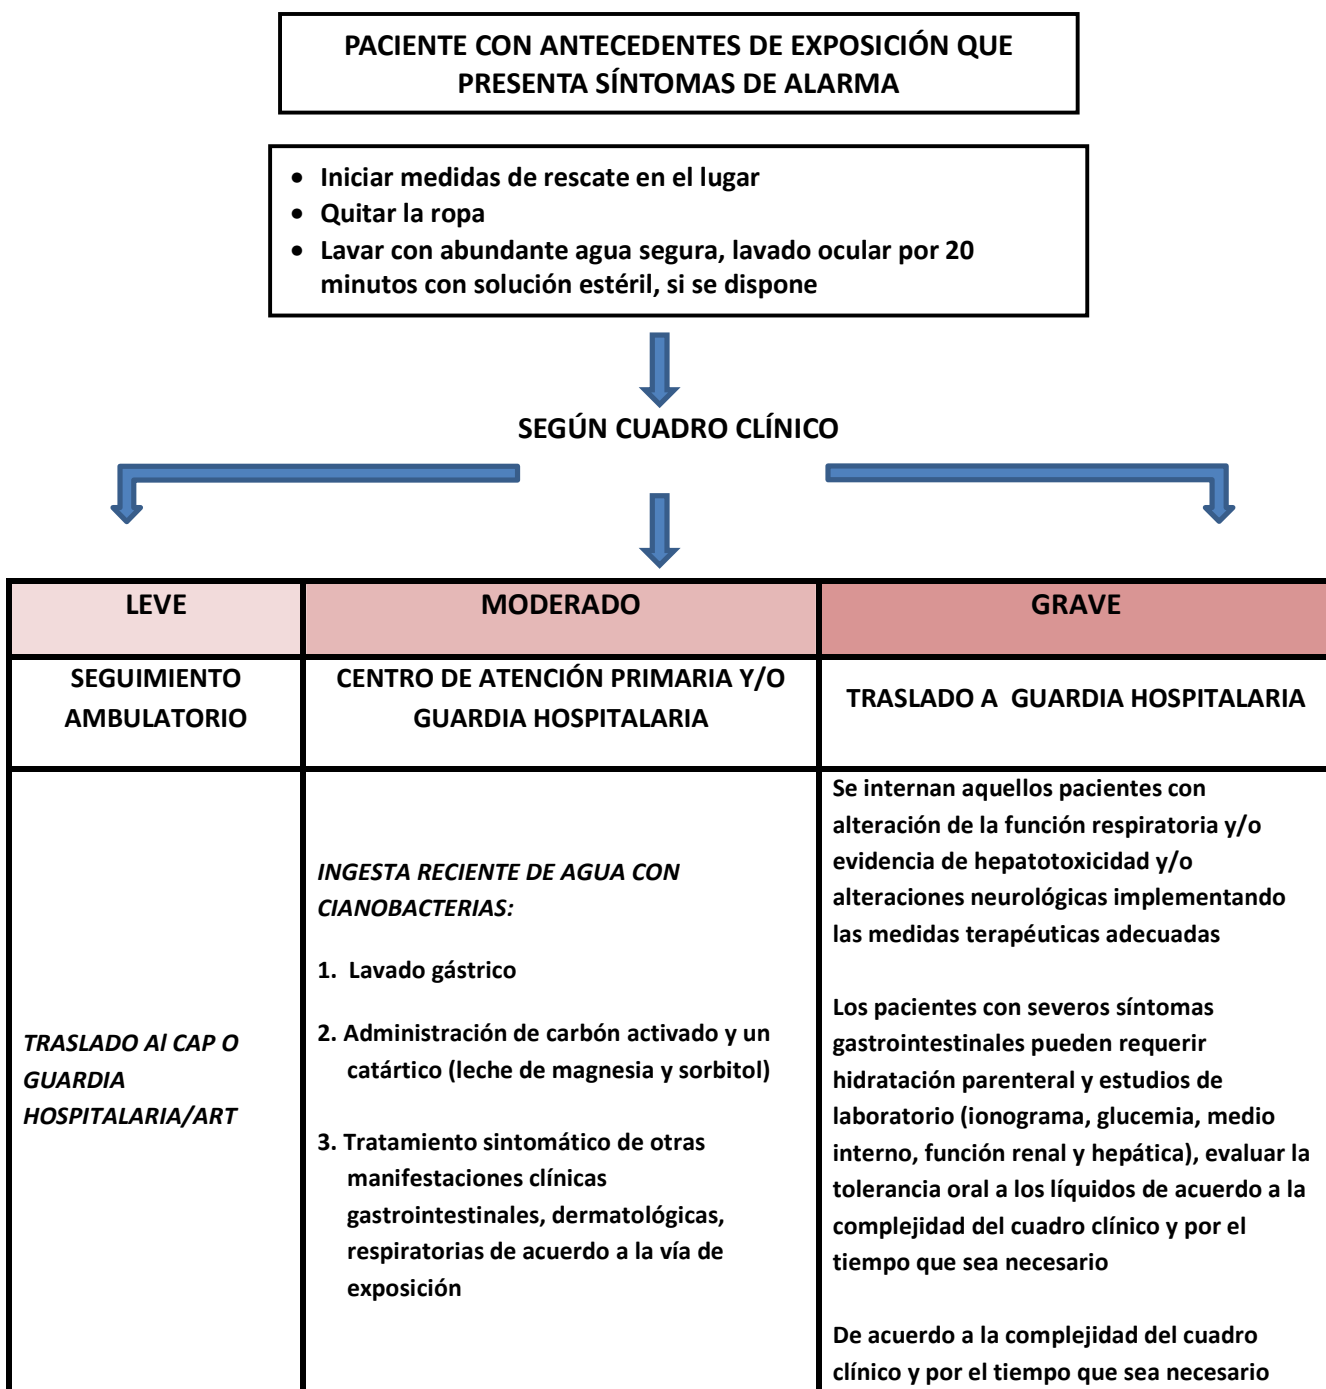 PACIENTE CON ANTECEDENTES DE EXPOSICIÓN QUE
PRESENTA SÍNTOMAS DE ALARMA
• Iniciar medidas de rescate en el lugar
• Quitar la ropa
• Lavar con abundante agua segura, lavado ocular por 20
minutos con solución estéril, si se dispone
SEGÚN CUADRO CLÍNICO
LEVE
MODERADO
GRAVE
SEGUIMIENTO
AMBULATORIO
CENTRO DE ATENCIÓN PRIMARIA Y/O
GUARDIA HOSPITALARIA
TRASLADO A GUARDIA HOSPITALARIA
TRASLADO Al CAP O
GUARDIA
HOSPITALARIA/ART
INGESTA RECIENTE DE AGUA CON
CIANOBACTERIAS:
1. Lavado gástrico
2. Administración de carbón activado y un
catártico (leche de magnesia y sorbitol)
3. Tratamiento sintomático de otras
manifestaciones clínicas
gastrointestinales, dermatológicas,
respiratorias de acuerdo a la vía de
exposición
Se internan aquellos pacientes con
alteración de la función respiratoria y/o
evidencia de hepatotoxicidad y/o
alteraciones neurológicas implementando
las medidas terapéuticas adecuadas
Los pacientes con severos síntomas
gastrointestinales pueden requerir
hidratación parenteral y estudios de
laboratorio (ionograma, glucemia, medio
interno, función renal y hepática), evaluar la
tolerancia oral a los líquidos de acuerdo a la
complejidad del cuadro clínico y por el
tiempo que sea necesario
De acuerdo a la complejidad del cuadro
clínico y por el tiempo que sea necesario